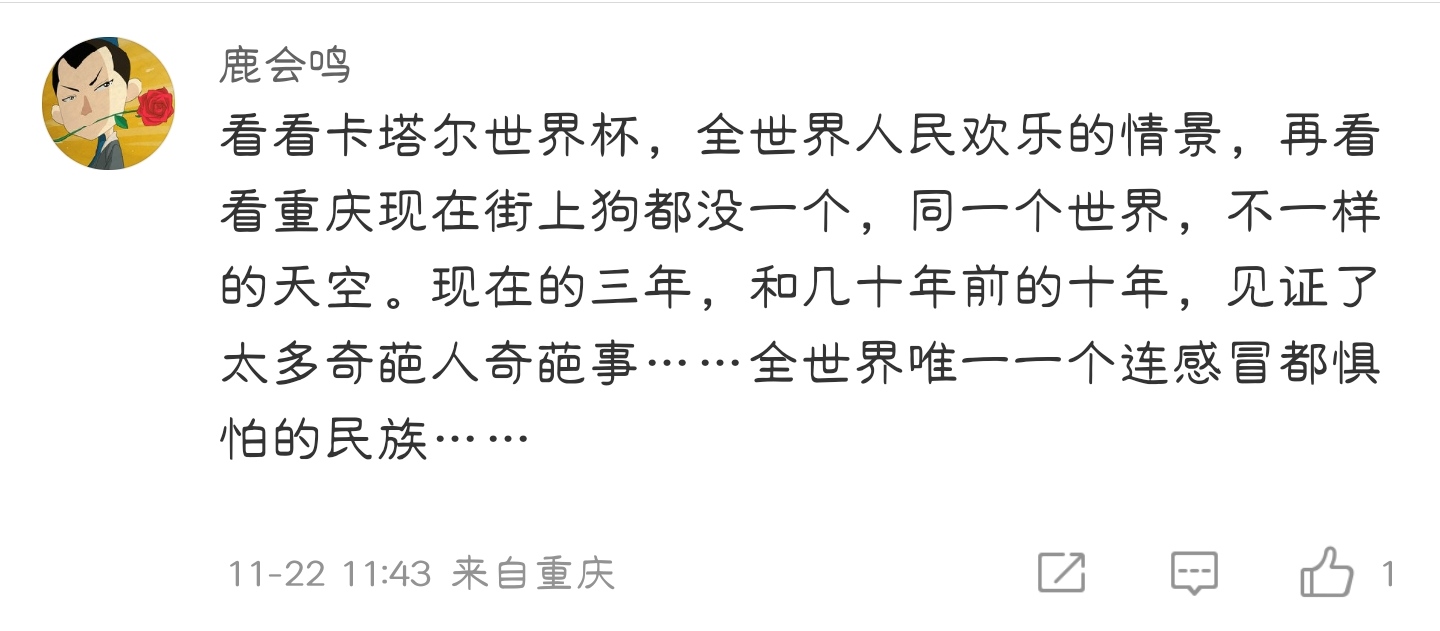 鹿会鸣
看看卡塔尔世界杯，全世界人民欢乐的情景，再看
看重庆现在街上狗都没一个，同一个世界，不一样
的天空。现在的三年，和几十年前的十年，见证了
太多奇葩人奇葩事……全世界唯一一个连感冒都惧
怕的民族……
11-22 11:43 来自重庆
1